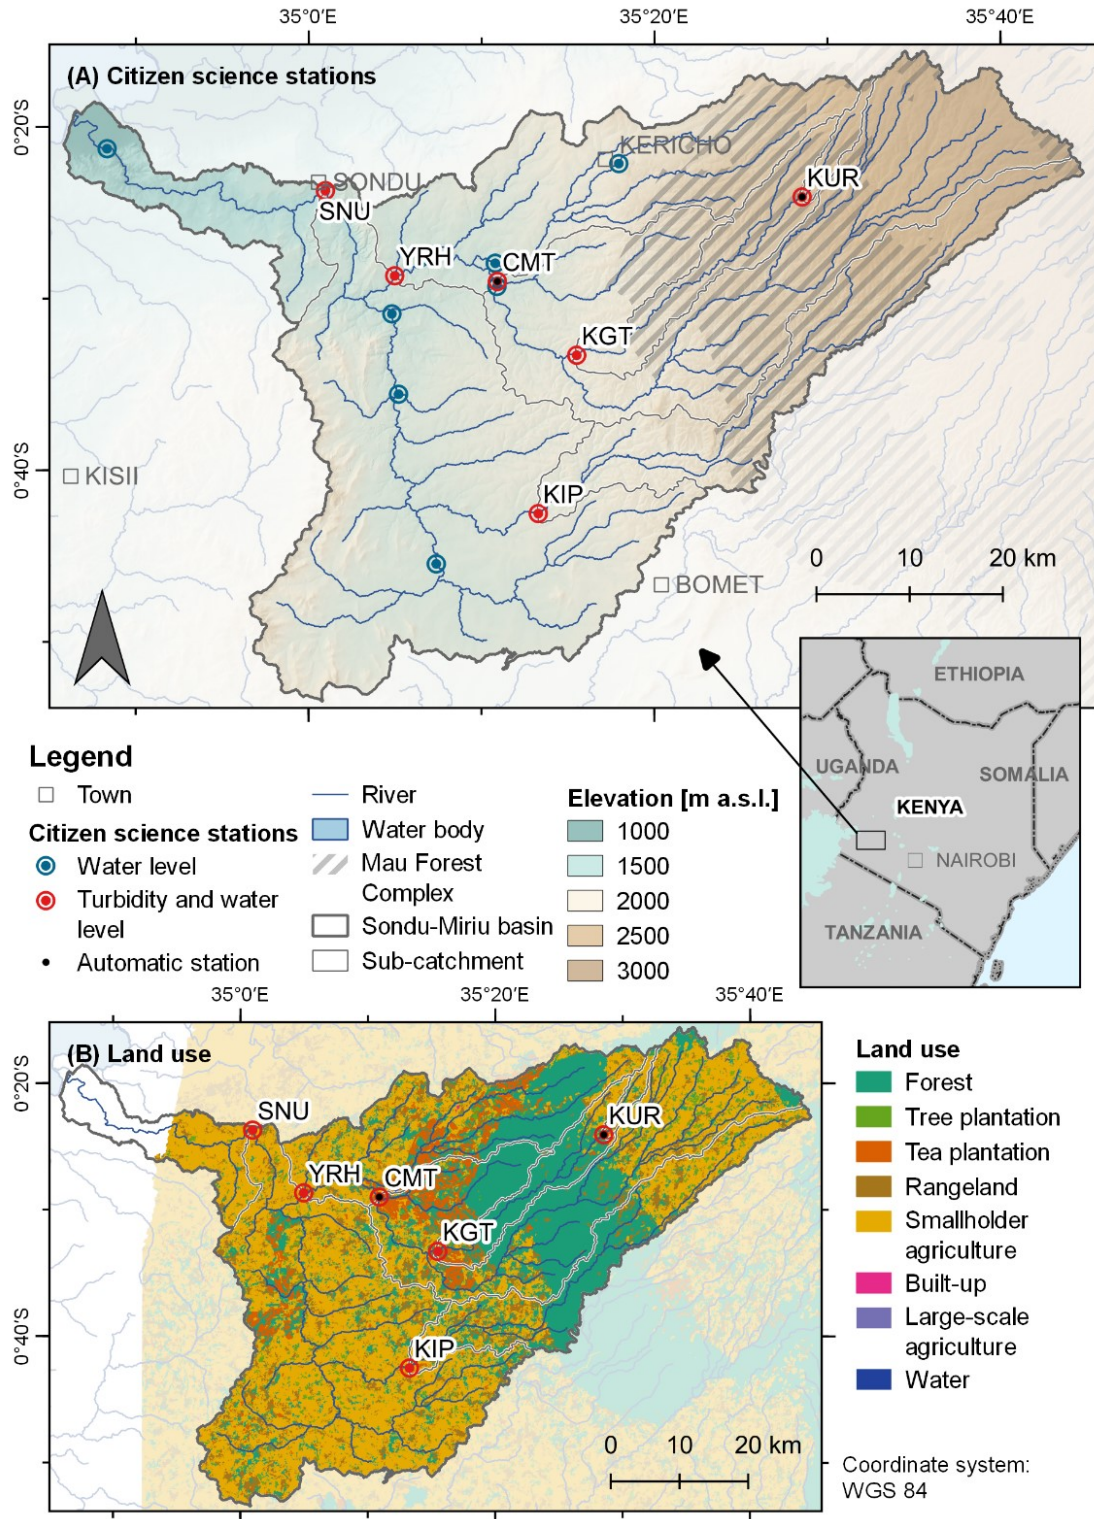 35°0'E
35°20'E
35°40'E
(A) Citizen science stations
0°20'S
0°40'S
KERICHO
SONDU
SNU
KUR
YRH
CMT
KGT
KISII
KIP
BOMET
0 10 20 km
ETHIOPIA
UGANDA
SOMALIA
KENYA
NAIROBI
TANZANIA
Legend
Town
Citizen science stations
Water level
Turbidity and water
level
Automatic station
River
Water body
Mau Forest
Complex
Sondu-Miriu basin
Sub-catchment
Elevation [m a.s.l.]
1000
1500
2000
2500
3000
35°0'E
35°20'E
35°40'E
(B) Land use
0°20'S
0°40'S
SNU
KUR
YRH
CMT
KGT
KIP
0 10 20 km
Land use
Forest
Tree plantation
Tea plantation
Rangeland
Smallholder
agriculture
Built-up
Large-scale
agriculture
Water
Coordinate system:
WGS 84